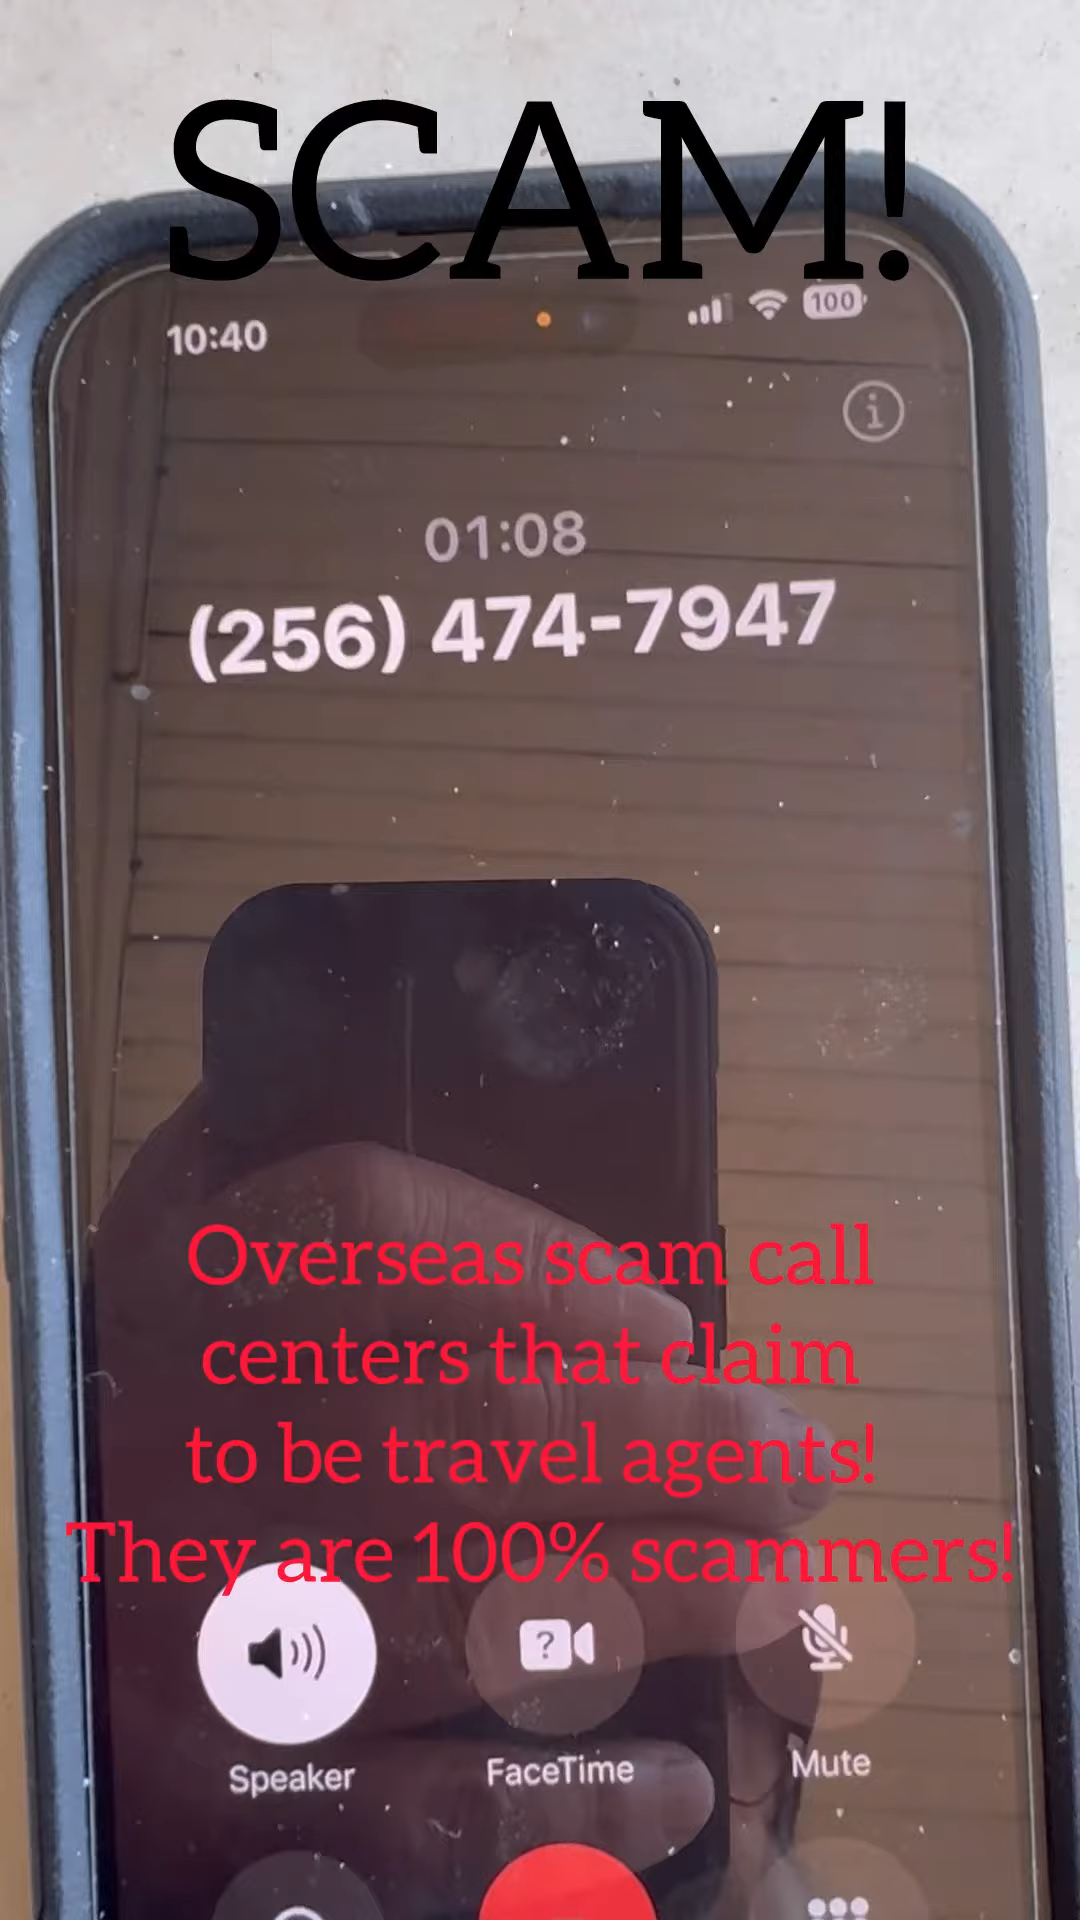 SCAM!
10:40
100
01:08
(256) 474-7947
Overseas scam call
centers that claim
to be travel agents!
They are 100% scammers!
?
Speaker
FaceTime
Mute